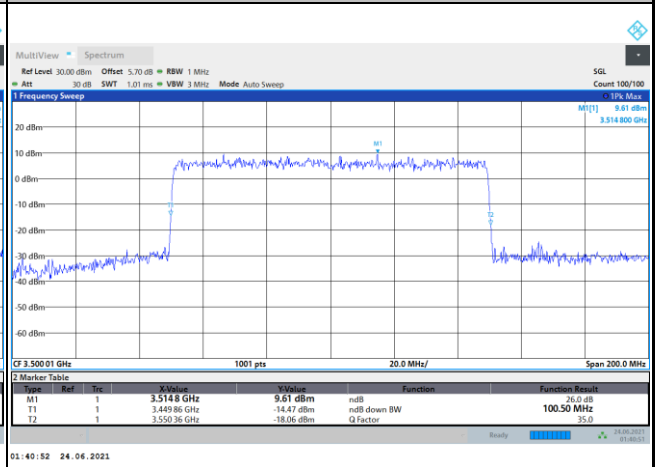 MultiView Spectrum
Ref Level 30.00 dBm Offset 5.70 dB RBW 1 MHz SGL
Att 30 dB SWT 1.01 ms VBW 3 MHz Mode Auto Sweep Count 100/100
1 Frequency Sweep 1Pk Max
M1[1] 9.61 dBm
3.514 800 GHz
20 dBm
M1
10 dBm
0 dBm
T1
-10 dBm
T2
-20 dBm
-30 dBm
-40 dBm
-50 dBm
-60 dBm
CF 3.500 01 GHz 1001 pts 20.0 MHz/ Span 200.0 MHz
2 Marker Table
Type Ref Trc X-Value Y-Value Function Function Result
M1 1 3.514 8 GHz 9.61 dBm ndB 26.0 dB
T1 1 3.449 86 GHz -14.47 dBm ndB down BW 100.50 MHz
T2 1 3.550 36 GHz -18.06 dBm Q Factor 35.0
Ready 24.06.2021
01:40:51
01:40:52 24.06.2021